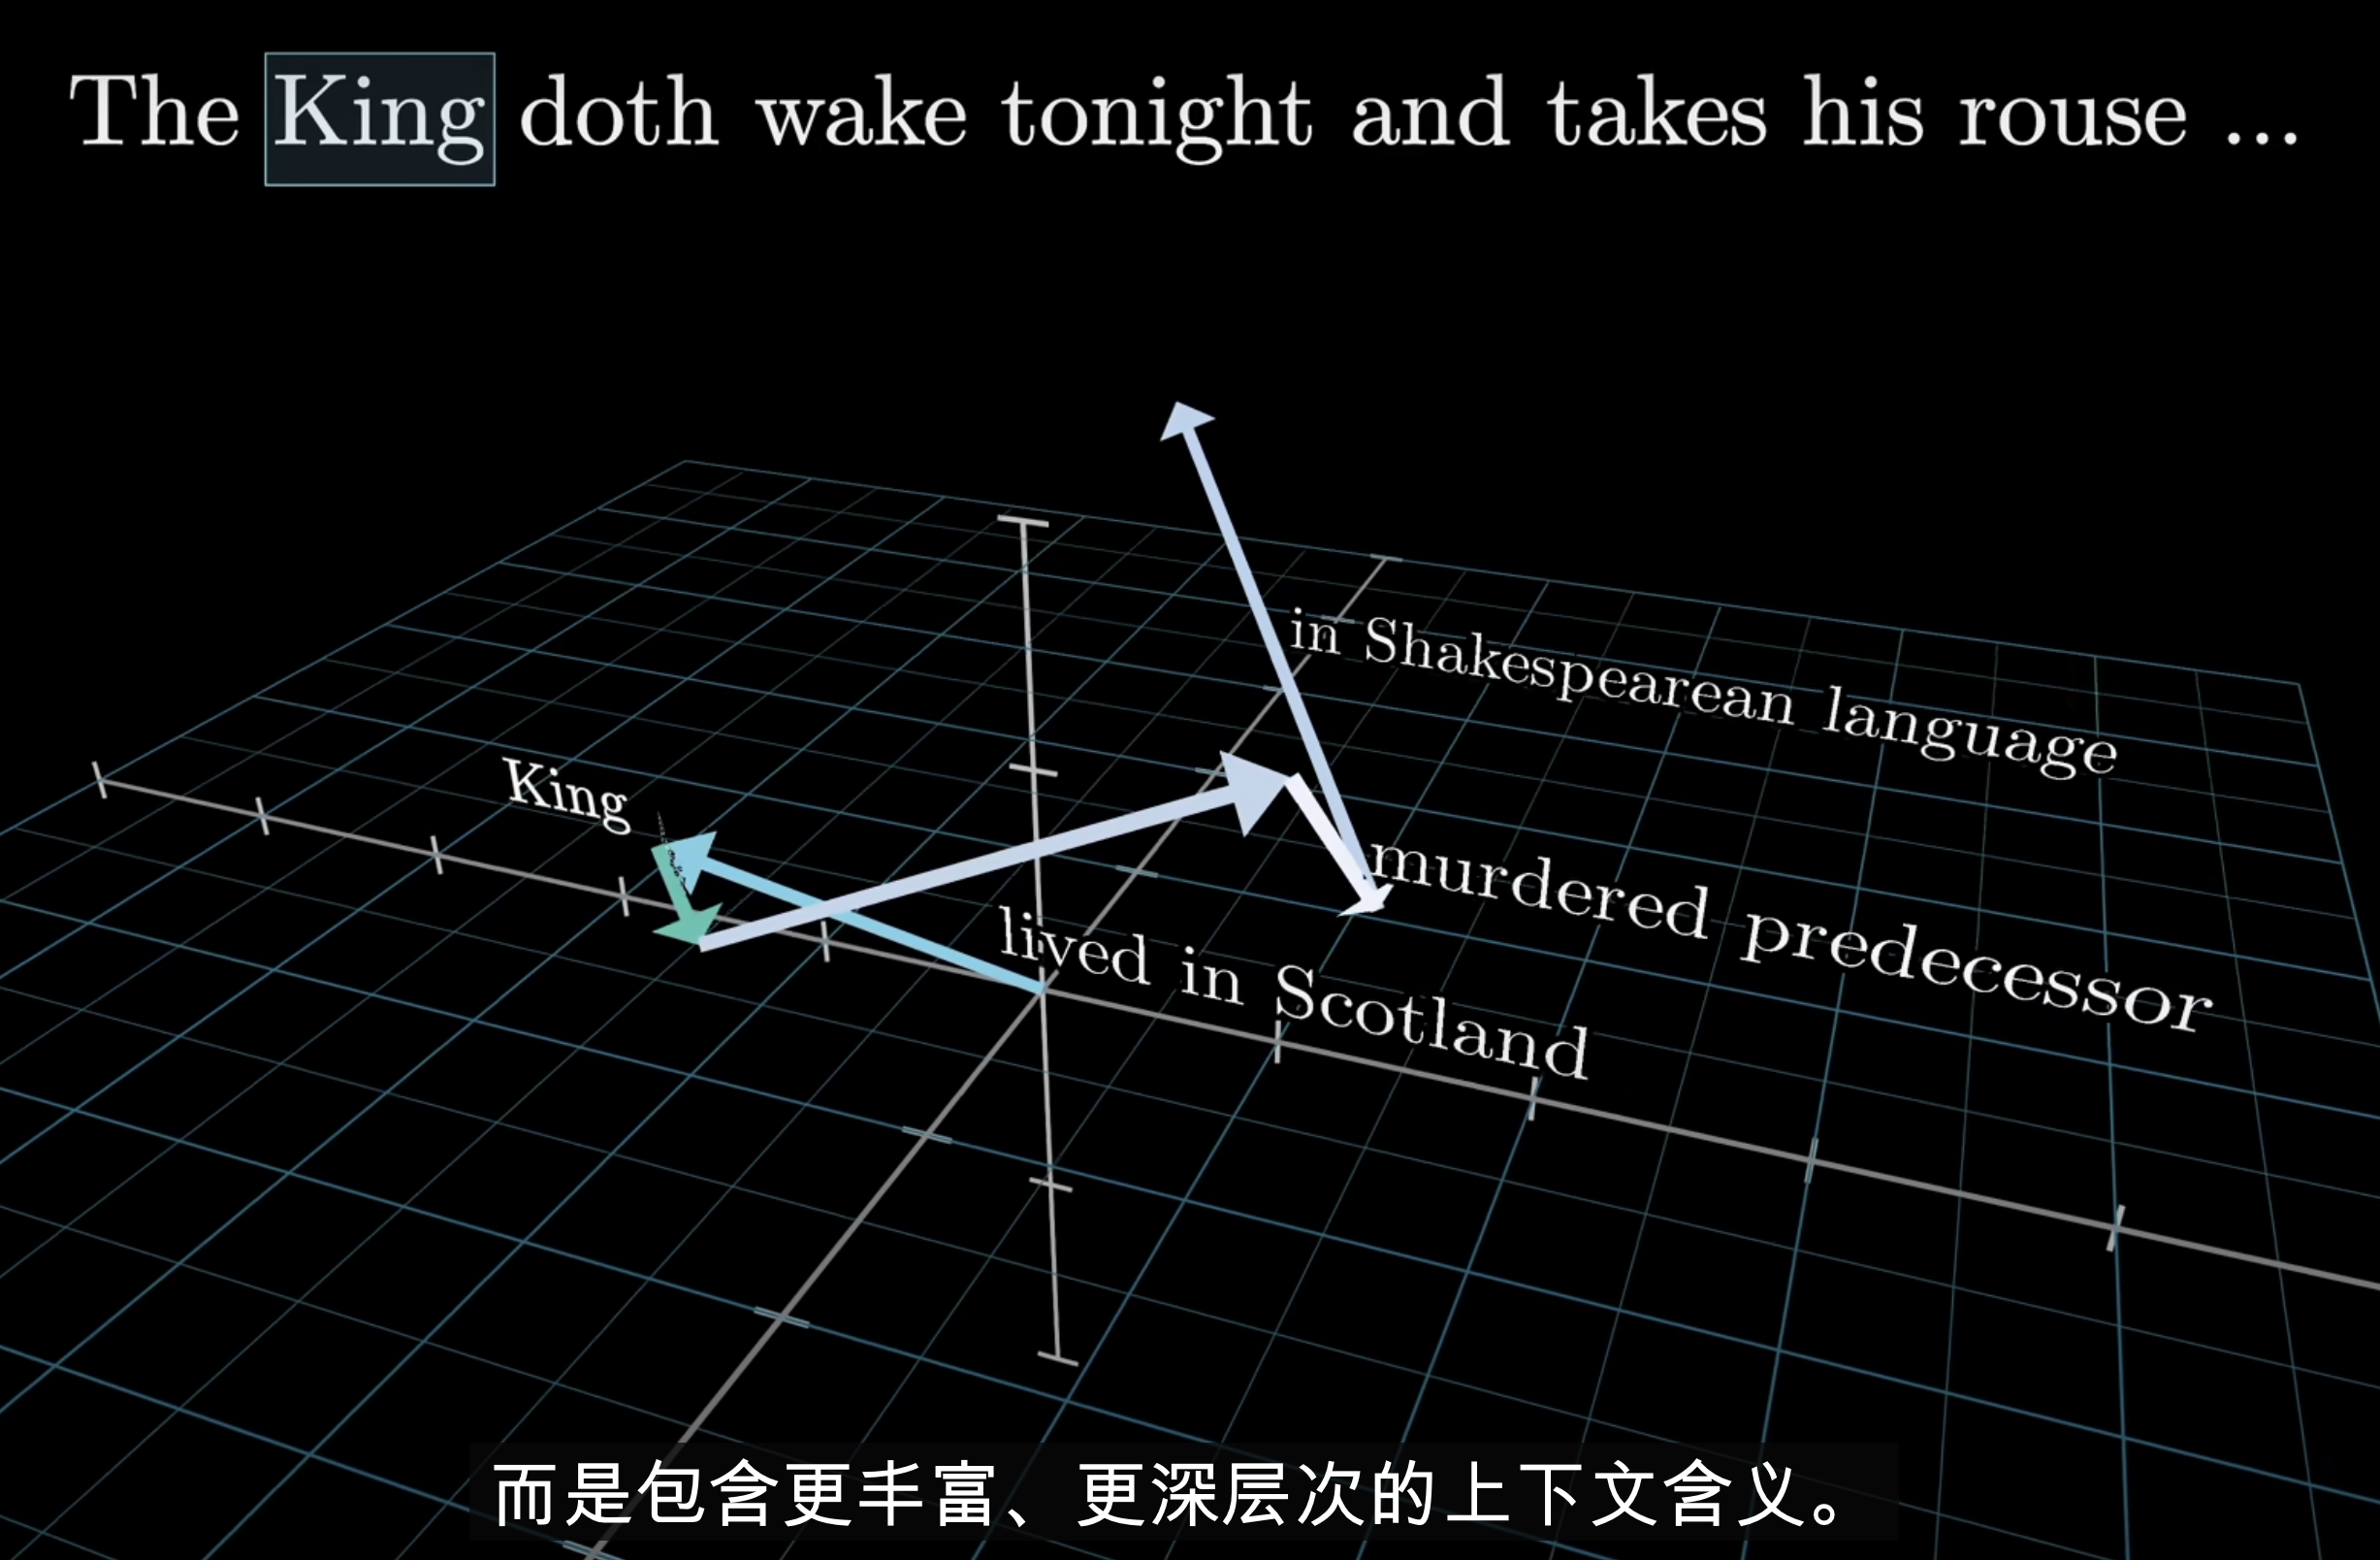 The King doth wake tonight and takes his rouse ...
in Shakespearean language
King
murdered predecessor
lived in Scotland
而是包含更丰富、更深层次的上下文含义。